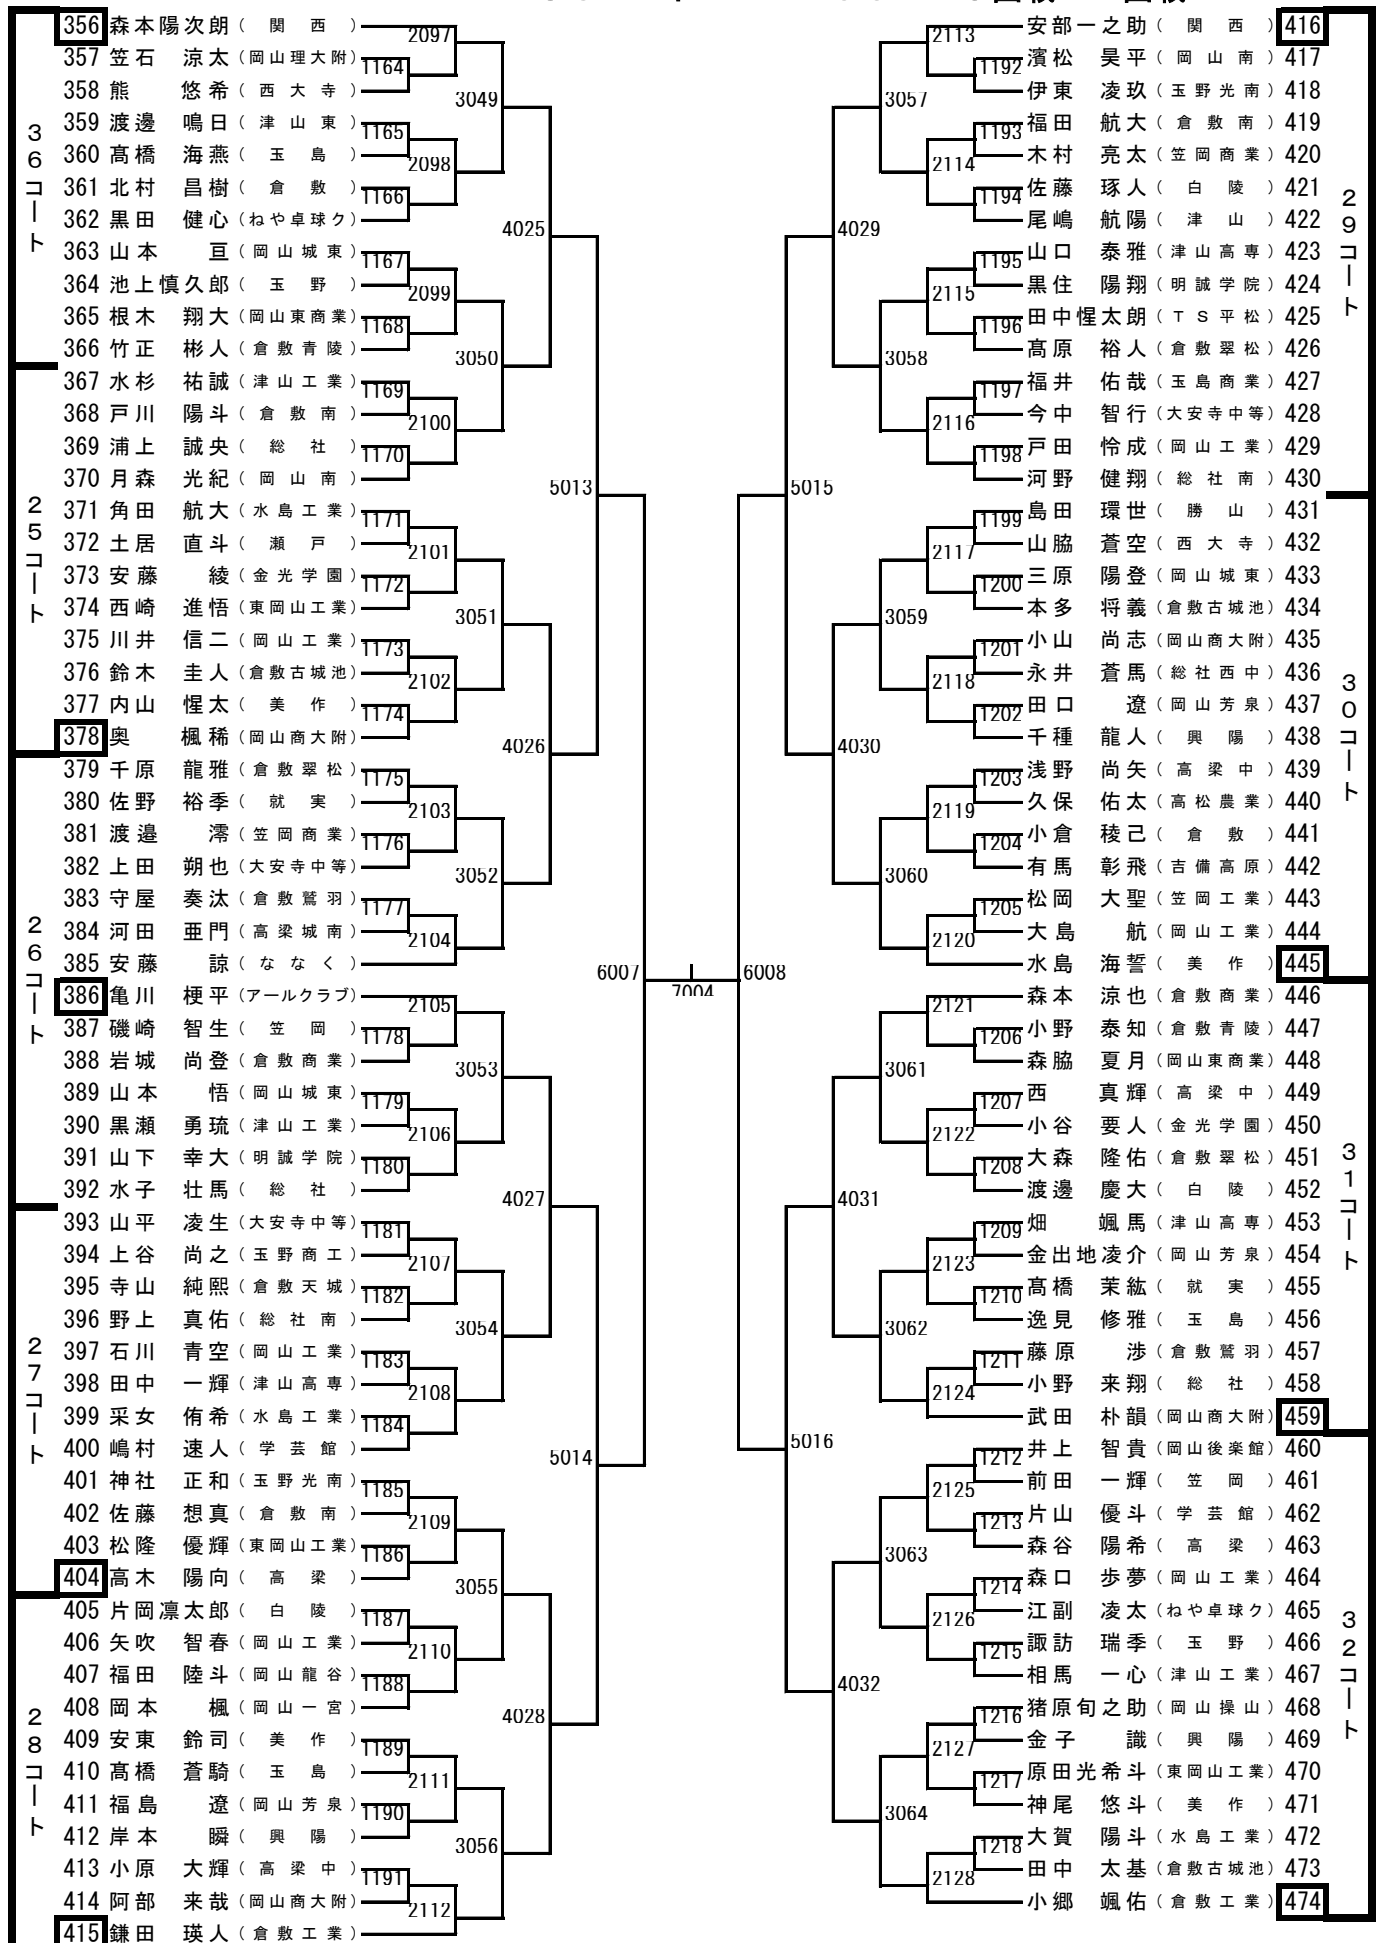 356 森本陽次朗（関西）
357 笠石 涼太（岡山理大附）
358 熊 悠希（西大寺）
359 渡邊 鳴日（津山東）
360 髙橋 海燕（玉島）
361 北村 昌樹（倉敷）
362 黒田 健心（ねや卓球ク）
363 山本 亘（岡山城東）
364 池上慎久郎（玉野）
365 根木 翔大（岡山東商業）
366 竹正 彬人（倉敷青陵）
36コート
367 水杉 祐誠（津山工業）
368 戸川 陽斗（倉敷南）
369 浦上 誠央（総社）
370 月森 光紀（岡山南）
371 角田 航大（水島工業）
372 土居 直斗（瀬戸）
373 安藤 綾（金光学園）
374 西崎 進悟（東岡山工業）
375 川井 信二（岡山工業）
376 鈴木 圭人（倉敷古城池）
377 内山 惺太（美作）
378 奥 楓稀（岡山商大附）
25コート
379 千原 龍雅（倉敷翠松）
380 佐野 裕季（就実）
381 渡邉 澪（笠岡商業）
382 上田 朔也（大安寺中等）
383 守屋 奏汰（倉敷鷲羽）
384 河田 亜門（高梁城南）
385 安藤 諒（ななく）
386 亀川 梗平（アールクラブ）
387 磯崎 智生（笠岡）
388 岩城 尚登（倉敷商業）
389 山本 悟（岡山城東）
390 黒瀬 勇琉（津山工業）
391 山下 幸大（明誠学院）
392 水子 壮馬（総社）
26コート
393 山平 凌生（大安寺中等）
394 上谷 尚之（玉野商工）
395 寺山 純熙（倉敷天城）
396 野上 真佑（総社南）
397 石川 青空（岡山工業）
398 田中 一輝（津山高専）
399 采女 侑希（水島工業）
400 嶋村 速人（学芸館）
401 神社 正和（玉野光南）
402 佐藤 想真（倉敷南）
403 松隆 優輝（東岡山工業）
404 高木 陽向（高梁）
27コート
405 片岡凛太郎（白陵）
406 矢吹 智春（岡山工業）
407 福田 陸斗（岡山龍谷）
408 岡本 楓（岡山一宮）
409 安東 鈴司（美作）
410 髙橋 蒼騎（玉島）
411 福島 遼（岡山芳泉）
412 岸本 瞬（興陽）
413 小原 大輝（高梁中）
414 阿部 来哉（岡山商大附）
415 鎌田 瑛人（倉敷工業）
28コート
1164
1165
1166
1167
1168
1169
1170
1171
1172
1173
1174
1175
1176
1177
1178
1179
1180
1181
1182
1183
1184
1185
1186
1187
1188
1189
1190
1191
2097
2098
2099
2100
2101
2102
2103
2104
2105
2106
2107
2108
2109
2110
2111
2112
3049
3050
3051
3052
3053
3054
3055
3056
4025
4026
4027
4028
5013
5014
6007
7004
6008
5015
5016
4029
4030
4031
4032
3057
3058
3059
3060
3061
3062
3063
3064
2113
2114
2115
2116
2117
2118
2119
2120
2121
2122
2123
2124
2125
2126
2127
2128
1192
1193
1194
1195
1196
1197
1198
1199
1200
1201
1202
1203
1204
1205
1206
1207
1208
1209
1210
1211
1212
1213
1214
1215
1216
1217
1218
安部一之助（関西）416
濱松 昊平（岡山南）417
伊東 凌玖（玉野光南）418
福田 航大（倉敷南）419
木村 亮太（笠岡商業）420
佐藤 琢人（白陵）421
尾嶋 航陽（津山）422
山口 泰雅（津山高専）423
黒住 陽翔（明誠学院）424
田中惺太朗（TS平松）425
髙原 裕人（倉敷翠松）426
福井 佑哉（玉島商業）427
今中 智行（大安寺中等）428
戸田 怜成（岡山工業）429
河野 健翔（総社南）430
29コート
島田 環世（勝山）431
山脇 蒼空（西大寺）432
三原 陽登（岡山城東）433
本多 将義（倉敷古城池）434
小山 尚志（岡山商大附）435
永井 蒼馬（総社西中）436
田口 遼（岡山芳泉）437
千種 龍人（興陽）438
浅野 尚矢（高梁中）439
久保 佑太（高松農業）440
小倉 稜己（倉敷）441
有馬 彰飛（吉備高原）442
松岡 大聖（笠岡工業）443
大島 航（岡山工業）444
水島 海誓（美作）445
30コート
森本 涼也（倉敷商業）446
小野 泰知（倉敷青陵）447
森脇 夏月（岡山東商業）448
西 真輝（高梁中）449
小谷 要人（金光学園）450
大森 隆佑（倉敷翠松）451
渡邊 慶大（白陵）452
畑 颯馬（津山高専）453
金出地凌介（岡山芳泉）454
髙橋 茉紘（就実）455
逸見 修雅（玉島）456
藤原 渉（倉敷鷲羽）457
小野 来翔（総社）458
武田 朴韻（岡山商大附）459
31コート
井上 智貴（岡山後楽館）460
前田 一輝（笠岡）461
片山 優斗（学芸館）462
森谷 陽希（高梁）463
森口 歩夢（岡山工業）464
江副 凌太（ねや卓球ク）465
諏訪 瑞季（玉野）466
相馬 一心（津山工業）467
猪原旬之助（岡山操山）468
金子 識（興陽）469
原田光希斗（東岡山工業）470
神尾 悠斗（美作）471
大賀 陽斗（水島工業）472
田中 太基（倉敷古城池）473
小郷 颯佑（倉敷工業）474
32コート